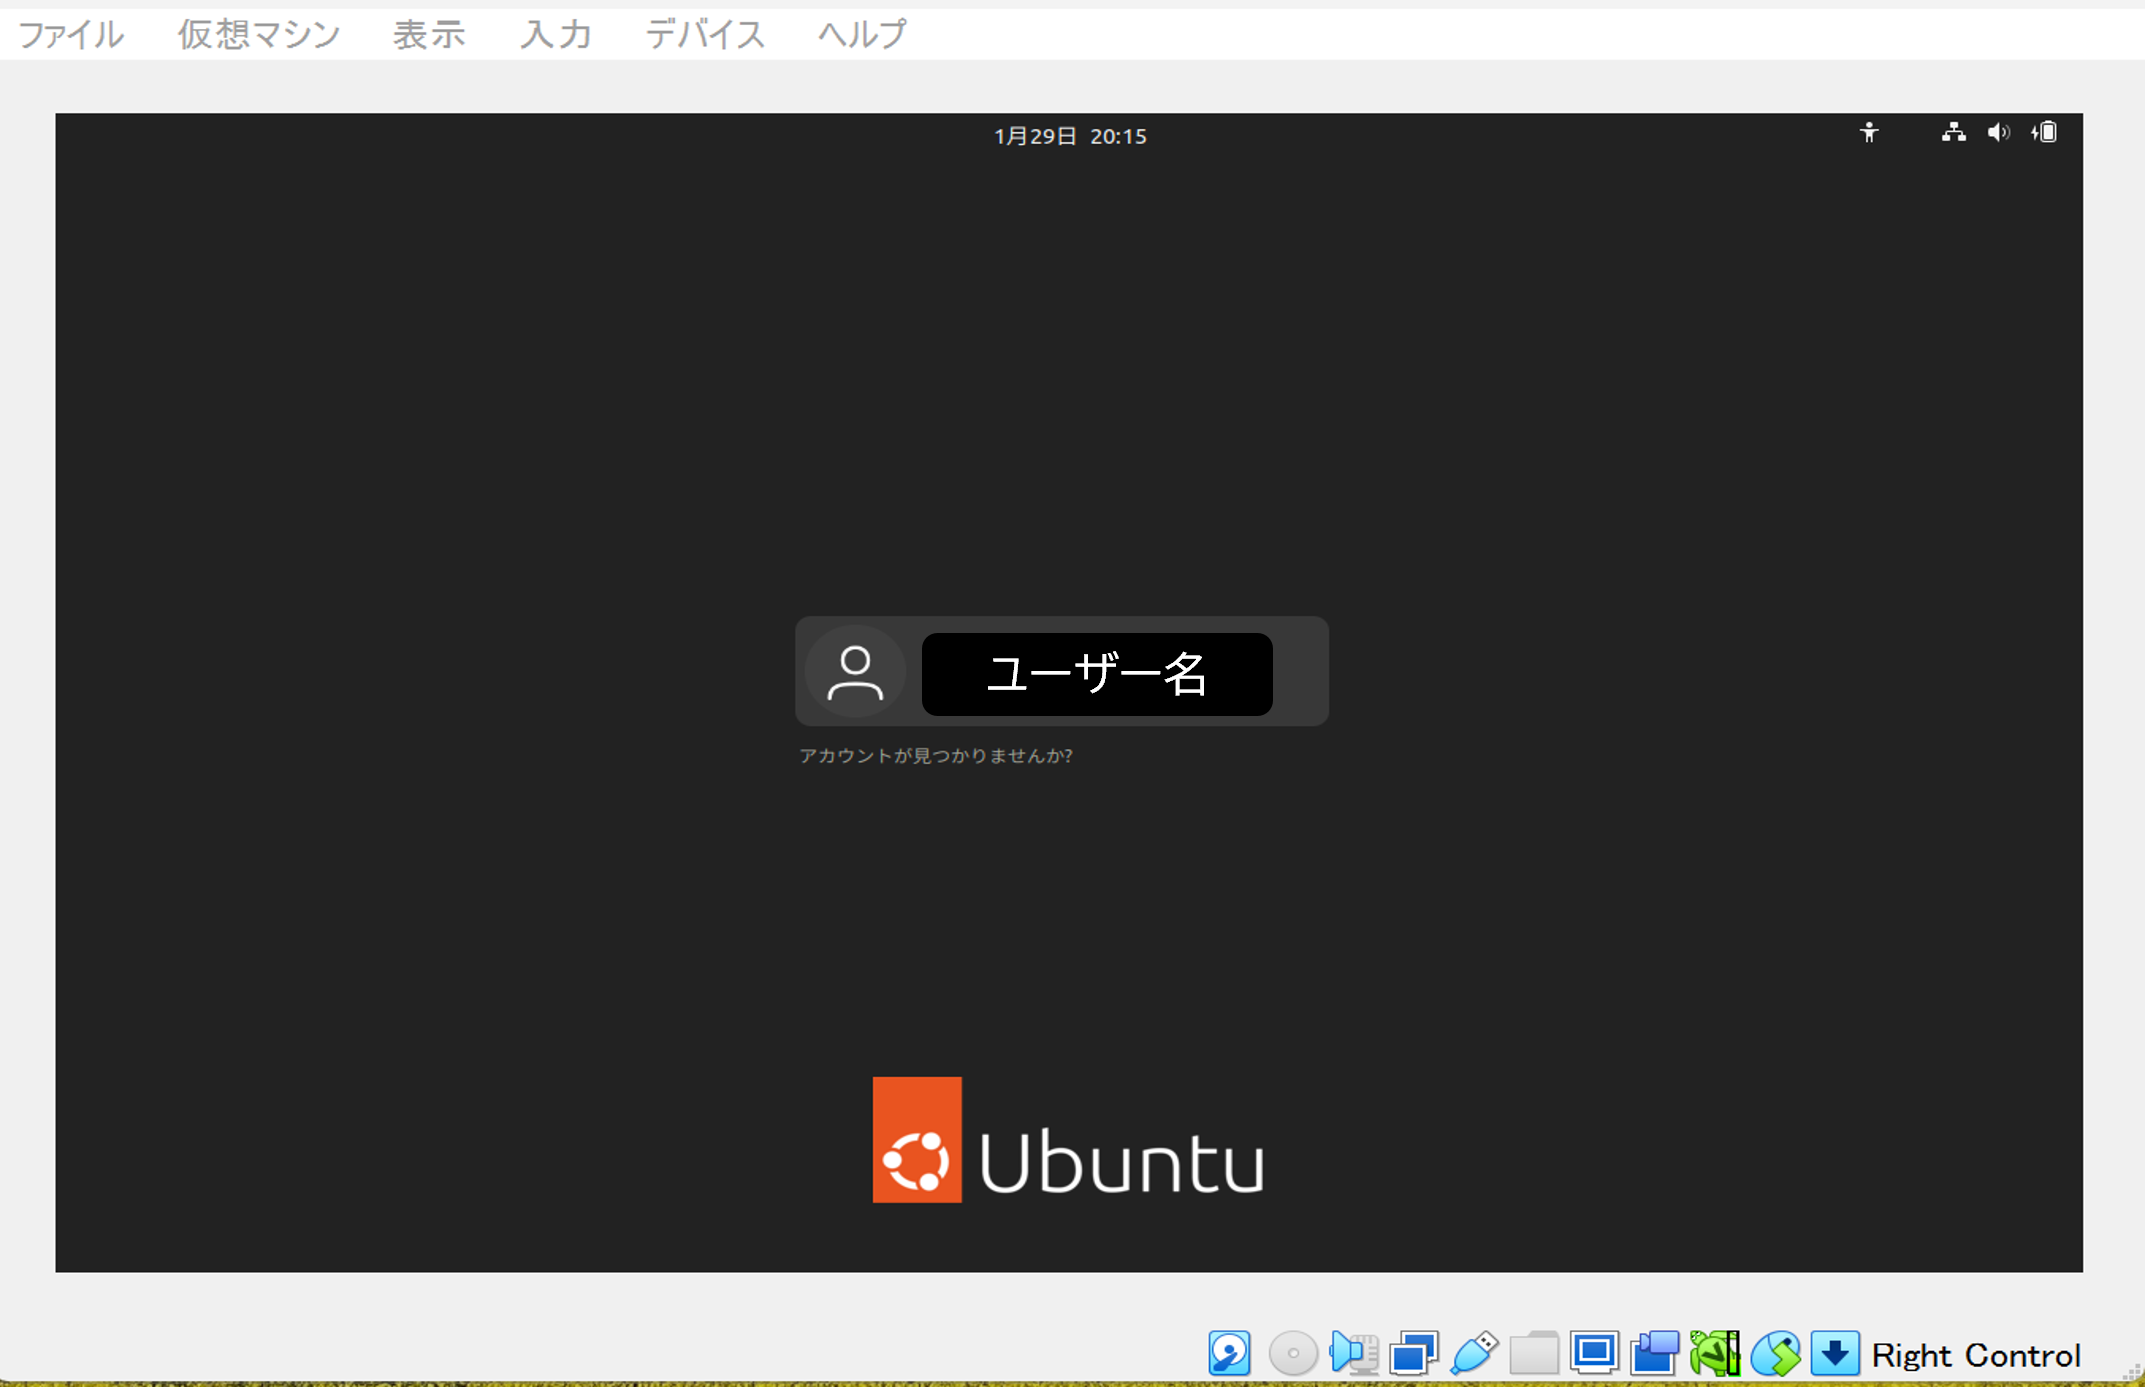 ファイル 仮想マシン 表示 入力 デバイス ヘルプ
1月29日 20:15
ユーザー名
アカウントが見つかりませんか?
Ubuntu
Right Control